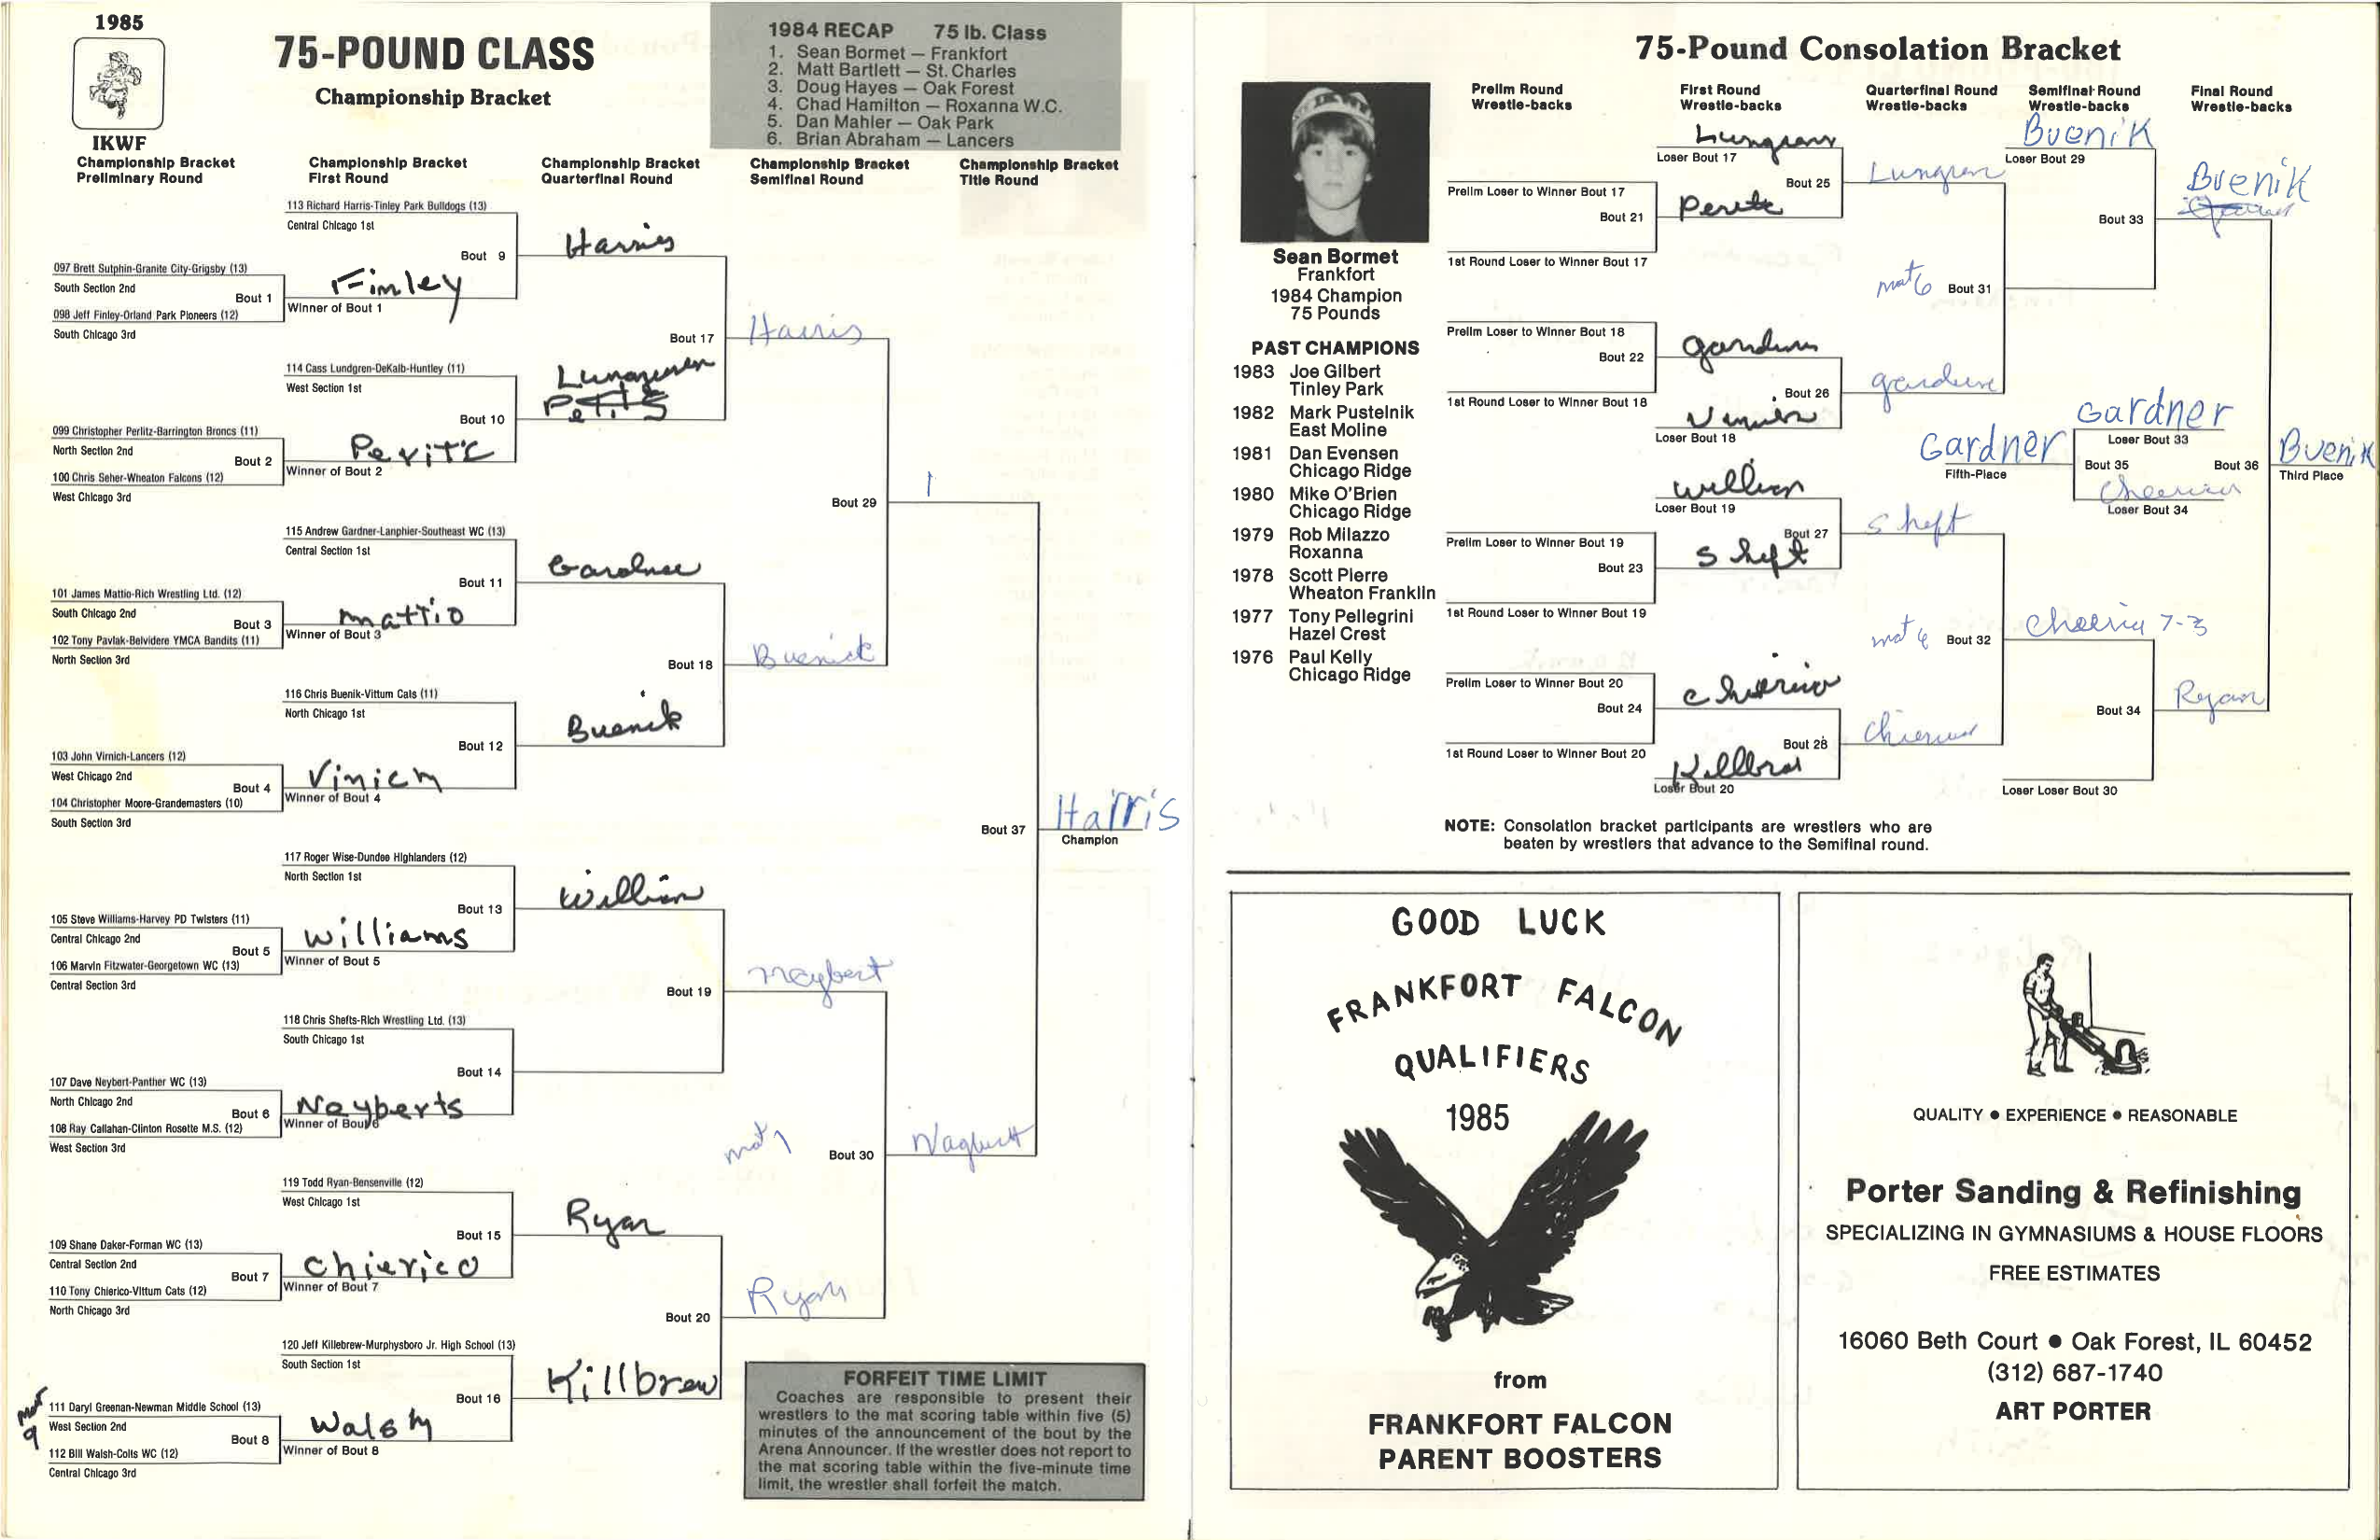 1985
IKWF
75-POUND CLASS
Championship Bracket
1984 RECAP 75 lb. Class
1. Sean Bormet — Frankfort
2. Matt Bartlett — St. Charles
3. Doug Hayes — Oak Forest
4. Chad Hamilton — Roxanna W.C.
5. Dan Mahler — Oak Park
6. Brian Abraham — Lancers
Championship Bracket
Preliminary Round
Championship Bracket
First Round
Championship Bracket
Quarterfinal Round
Championship Bracket
Semifinal Round
Championship Bracket
Title Round
097 Brett Sutphin-Granite City-Grigsby (13)
South Section 2nd
Bout 1
098 Jeff Finley-Orland Park Pioneers (12)
South Chicago 3rd
099 Christopher Perlitz-Barrington Broncs (11)
North Section 2nd
Bout 2
100 Chris Seher-Wheaton Falcons (12)
West Chicago 3rd
101 James Mattio-Rich Wrestling Ltd. (12)
South Chicago 2nd
Bout 3
102 Tony Pavlak-Belvidere YMCA Bandits (11)
North Section 3rd
103 John Virnich-Lancers (12)
West Chicago 2nd
Bout 4
104 Christopher Moore-Grandemasters (10)
South Section 3rd
105 Steve Williams-Harvey PD Twisters (11)
Central Chicago 2nd
Bout 5
106 Marvin Fitzwater-Georgetown WC (13)
Central Section 3rd
107 Dave Neybert-Panther WC (13)
North Chicago 2nd
Bout 6
108 Ray Callahan-Clinton Rosette M.S. (12)
West Section 3rd
109 Shane Daker-Forman WC (13)
Central Section 2nd
Bout 7
110 Tony Chierico-Vittum Cats (12)
North Chicago 3rd
mat 9
111 Daryl Greenan-Newman Middle School (13)
West Section 2nd
Bout 8
112 Bill Walsh-Colts WC (12)
Central Chicago 3rd
113 Richard Harris-Tinley Park Bulldogs (13)
Central Chicago 1st
Bout 9
Finley
Winner of Bout 1
114 Cass Lundgren-DeKalb-Huntley (11)
West Section 1st
Bout 10
Peritc
Winner of Bout 2
115 Andrew Gardner-Lanphier-Southeast WC (13)
Central Section 1st
Bout 11
mattio
Winner of Bout 3
116 Chris Buenik-Vittum Cats (11)
North Chicago 1st
Bout 12
Vinich
Winner of Bout 4
117 Roger Wise-Dundee Highlanders (12)
North Section 1st
Bout 13
Williams
Winner of Bout 5
118 Chris Shefts-Rich Wrestling Ltd. (13)
South Chicago 1st
Bout 14
Neyberts
Winner of Bout 6
119 Todd Ryan-Bensenville (12)
West Chicago 1st
Bout 15
Chierico
Winner of Bout 7
120 Jeff Killebrew-Murphysboro Jr. High School (13)
South Section 1st
Bout 16
Walsh
Winner of Bout 8
Harris
Bout 17
Gardner
Bout 18
Buenik
William
Bout 19
Ryan
Bout 20
Killbrew
Harris
Bout 29
Buenick
Neybert
mat 1
Bout 30
Ryan
1
Bout 37
Harris
Champion
FORFEIT TIME LIMIT
Coaches are responsible to present their
wrestlers to the mat scoring table within five (5)
minutes of the announcement of the bout by the
Arena Announcer. If the wrestler does not report to
the mat scoring table within the five-minute time
limit, the wrestler shall forfeit the match.
75-Pound Consolation Bracket
Sean Bormet
Frankfort
1984 Champion
75 Pounds
PAST CHAMPIONS
1983 Joe Gilbert
Tinley Park
1982 Mark Pustelnik
East Moline
1981 Dan Evensen
Chicago Ridge
1980 Mike O'Brien
Chicago Ridge
1979 Rob Milazzo
Roxanna
1978 Scott Pierre
Wheaton Franklin
1977 Tony Pellegrini
Hazel Crest
1976 Paul Kelly
Chicago Ridge
Prelim Round
Wrestle-backs
First Round
Wrestle-backs
Quarterfinal Round
Wrestle-backs
Semifinal Round
Wrestle-backs
Final Round
Wrestle-backs
Prelim Loser to Winner Bout 17
Bout 21
1st Round Loser to Winner Bout 17
Prelim Loser to Winner Bout 18
Bout 22
1st Round Loser to Winner Bout 18
Prelim Loser to Winner Bout 19
Bout 23
1st Round Loser to Winner Bout 19
Prelim Loser to Winner Bout 20
Bout 24
1st Round Loser to Winner Bout 20
Lungren
Loser Bout 17
Bout 25
Bout 26
Loser Bout 18
William
Loser Bout 19
Bout 27
Sheft
Bout 28
Loser Bout 20
Lungren
mat 6
Bout 31
Sheft
mat 6
Bout 32
Buenik
Loser Bout 29
Bout 33
7-3
Bout 34
Loser Loser Bout 30
Buenik
Gardner
Loser Bout 33
Gardner
Fifth-Place
Bout 35
Bout 36
Loser Bout 34
Buenik
Third Place
Ryan
NOTE: Consolation bracket participants are wrestlers who are
beaten by wrestlers that advance to the Semifinal round.
GOOD LUCK
FRANKFORT FALCON
QUALIFIERS
1985
from
FRANKFORT FALCON
PARENT BOOSTERS
QUALITY ● EXPERIENCE ● REASONABLE
Porter Sanding & Refinishing
SPECIALIZING IN GYMNASIUMS & HOUSE FLOORS
FREE ESTIMATES
16060 Beth Court ● Oak Forest, IL 60452
(312) 687-1740
ART PORTER